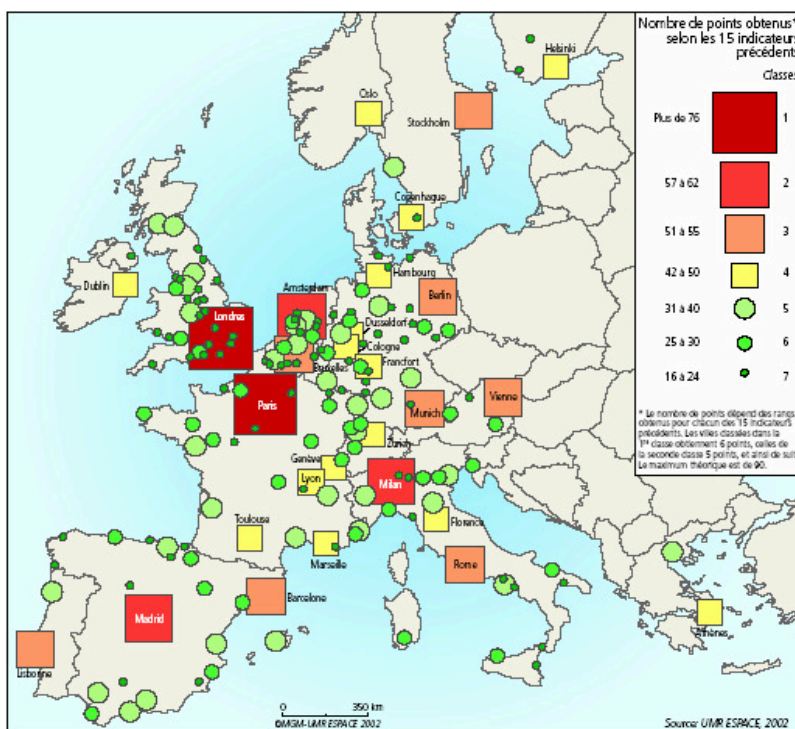 Nombre de points obtenus*
selon les 15 indicateurs
précédents
Classes
Plus de 76
1
57 à 62
2
51 à 55
3
42 à 50
4
31 à 40
5
25 à 30
6
16 à 24
7
* Le nombre de points dépend des rangs
obtenus pour chacun des 15 indicateurs
précédents. Les villes classées dans la
1re classe obtiennent 6 points, celles de
la seconde classe 5 points, et ainsi de suit
Le maximum théorique est de 90.
Helsinki
Oslo
Stockholm
Copenhague
Dublin
Hambourg
Amsterdam
Berlin
Londres
Dusseldorf
Cologne
Bruxelles
Francfort
Paris
Munich
Vienne
Zurich
Genève
Lyon
Milan
Toulouse
Marseille
Florence
Rome
Barcelone
Madrid
Lisbonne
Athènes
0 350 km
©MGM-UMR ESPACE 2002
Source: UMR ESPACE, 2002